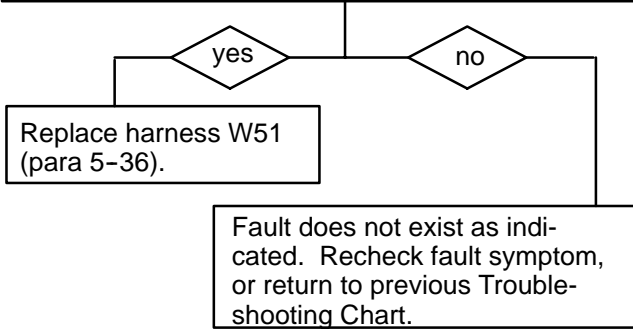 yes
no
Replace harness W51
(para 5-36).
Fault does not exist as indi-
cated. Recheck fault symptom,
or return to previous Trouble-
shooting Chart.